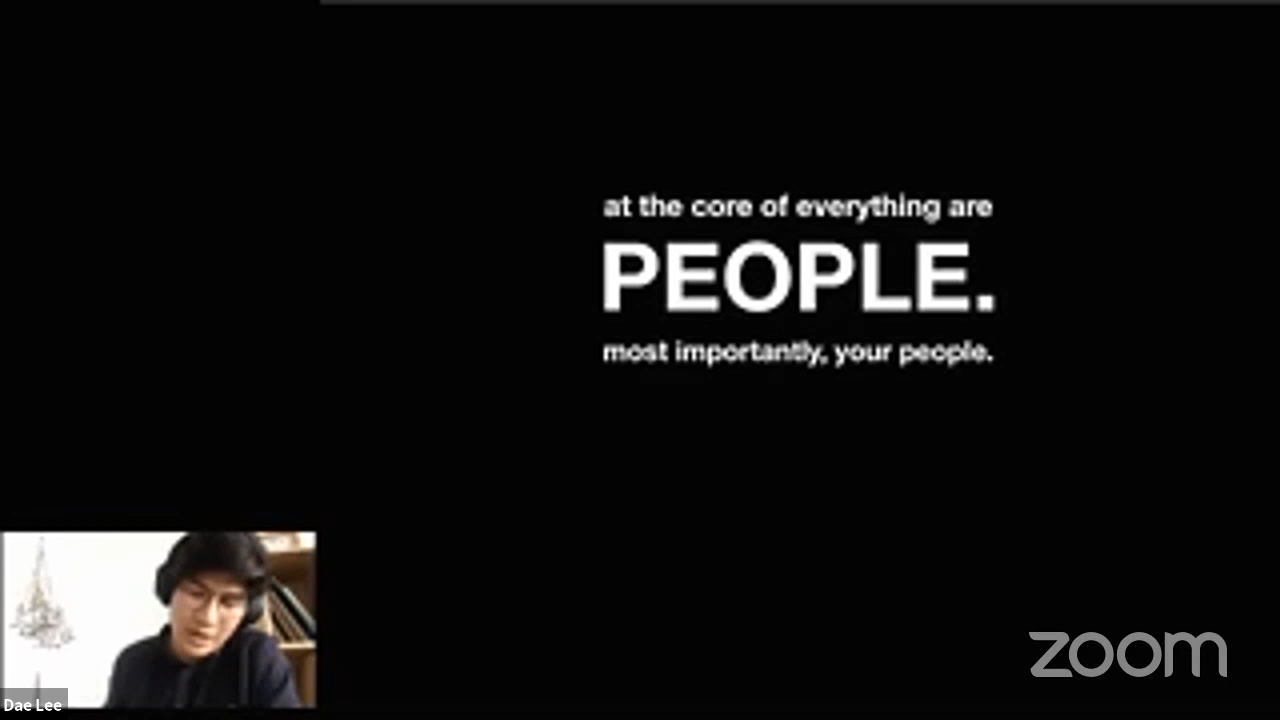 at the core of everything are
PEOPLE.
most importantly, your people.
Dae Lee
zoom